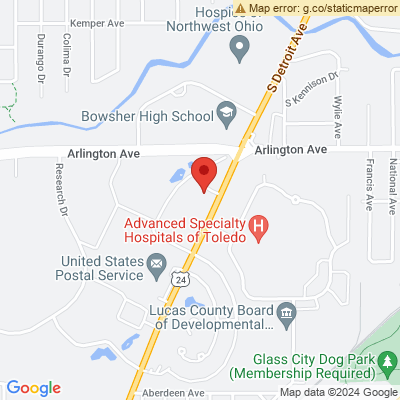 Map error: g.co/staticmaperror
Kemper Ave
Hospice of
Northwest Ohio
Durango Dr
Colima Dr
S Detroit Ave
S Kennison Dr
Wylie Ave
Bowsher High School
Arlington Ave
Arlington Ave
Research Dr
Francis Ave
National Ave
Advanced Specialty
Hospitals of Toledo
H
United States
Postal Service
24
Lucas County Board
of Developmental...
Glass City Dog Park
(Membership Required)
Google
Aberdeen Ave
Map data ©2024 Google